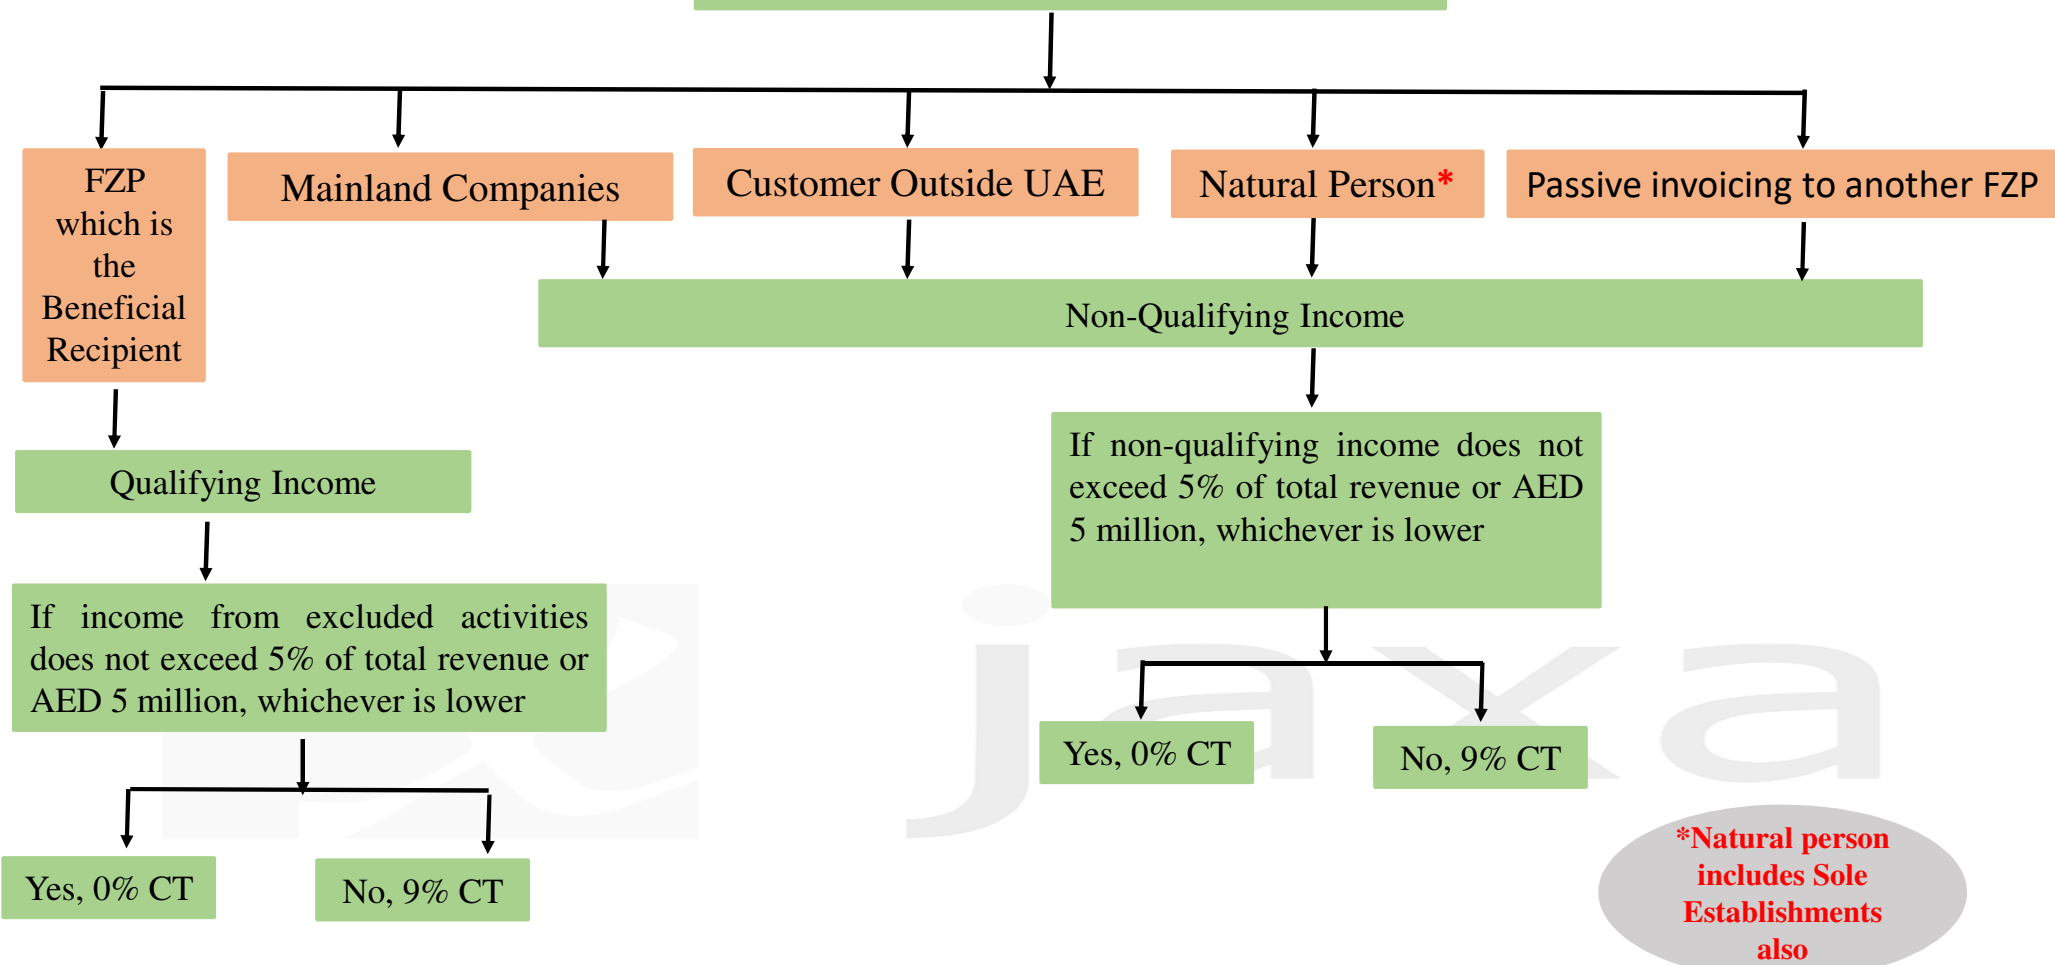 FZP
which is
the
Beneficial
Recipient
Mainland Companies
Customer Outside UAE
Natural Person*
Passive invoicing to another FZP
Non-Qualifying Income
Qualifying Income
If non-qualifying income does not
exceed 5% of total revenue or AED
5 million, whichever is lower
If income from excluded activities
does not exceed 5% of total revenue or
AED 5 million, whichever is lower
Yes, 0% CT
No, 9% CT
Yes, 0% CT
No, 9% CT
jaxa
*Natural person
includes Sole
Establishments
also